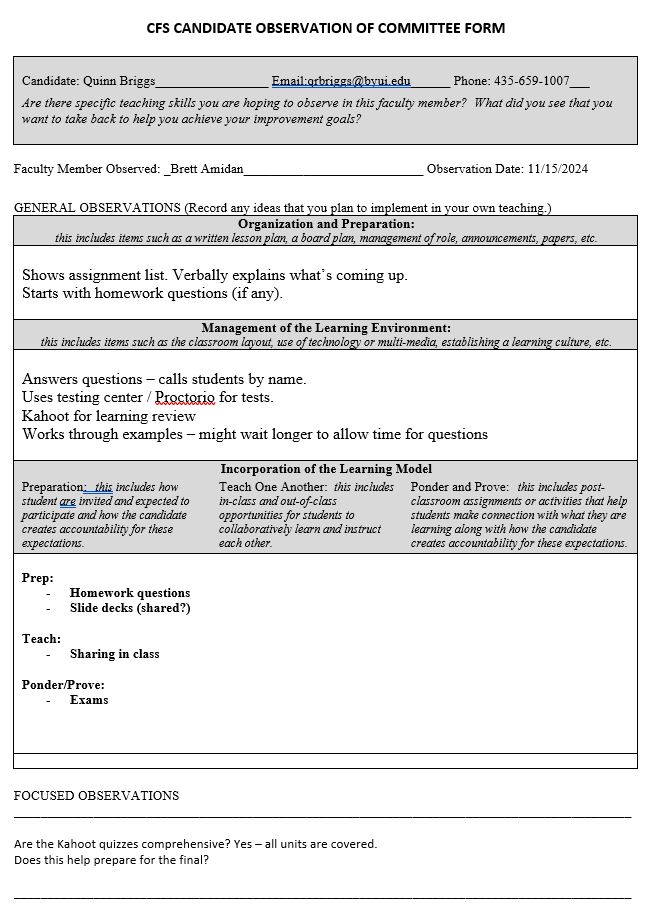 CFS CANDIDATE OBSERVATION OF COMMITTEE FORM
Candidate: Quinn Briggs_________________ Email:qrbriggs@byui.edu______ Phone: 435-659-1007___
Are there specific teaching skills you are hoping to observe in this faculty member? What did you see that you
want to take back to help you achieve your improvement goals?
Faculty Member Observed: _Brett Amidan___________________________ Observation Date: 11/15/2024
GENERAL OBSERVATIONS (Record any ideas that you plan to implement in your own teaching.)
Organization and Preparation:
this includes items such as a written lesson plan, a board plan, management of role, announcements, papers, etc.
Shows assignment list. Verbally explains what’s coming up.
Starts with homework questions (if any).
Management of the Learning Environment:
this includes items such as the classroom layout, use of technology or multi-media, establishing a learning culture, etc.
Answers questions – calls students by name.
Uses testing center / Proctorio for tests.
Kahoot for learning review
Works through examples – might wait longer to allow time for questions
Incorporation of the Learning Model
Preparation: this includes how
student are invited and expected to
participate and how the candidate
creates accountability for these
expectations.
Teach One Another: this includes
in-class and out-of-class
opportunities for students to
collaboratively learn and instruct
each other.
Ponder and Prove: this includes post-
classroom assignments or activities that help
students make connection with what they are
learning along with how the candidate
creates accountability for these expectations.
Prep:
- Homework questions
- Slide decks (shared?)
Teach:
- Sharing in class
Ponder/Prove:
- Exams
FOCUSED OBSERVATIONS
Are the Kahoot quizzes comprehensive? Yes – all units are covered.
Does this help prepare for the final?